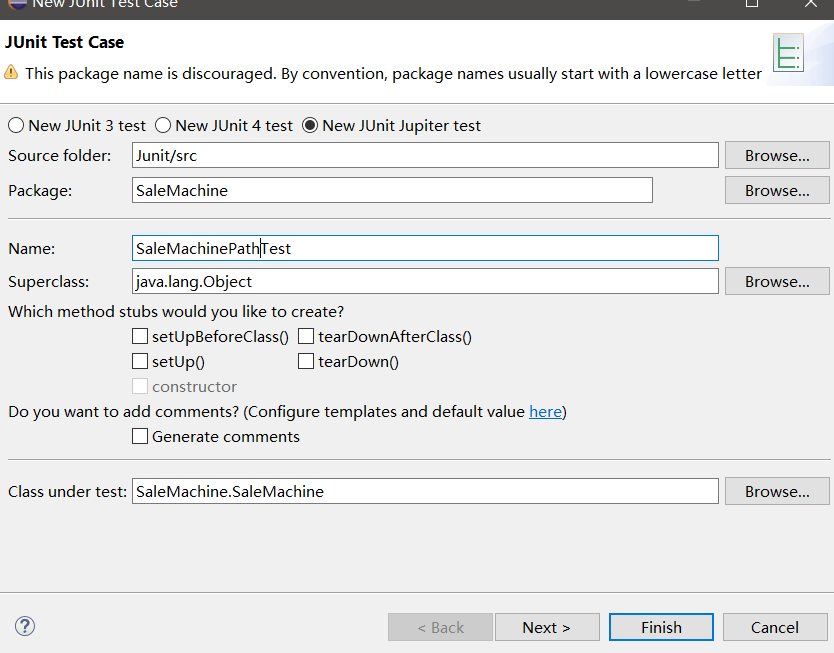 New JUnit Test Case
JUnit Test Case
This package name is discouraged. By convention, package names usually start with a lowercase letter
New JUnit 3 test New JUnit 4 test New JUnit Jupiter test
Source folder: Junit/src Browse...
Package: SaleMachine Browse...
Name: SaleMachinePathTest
Superclass: java.lang.Object Browse...
Which method stubs would you like to create?
setUpBeforeClass() tearDownAfterClass()
setUp() tearDown()
constructor
Do you want to add comments? (Configure templates and default value here)
Generate comments
Class under test: SaleMachine.SaleMachine Browse...
? < Back Next > Finish Cancel